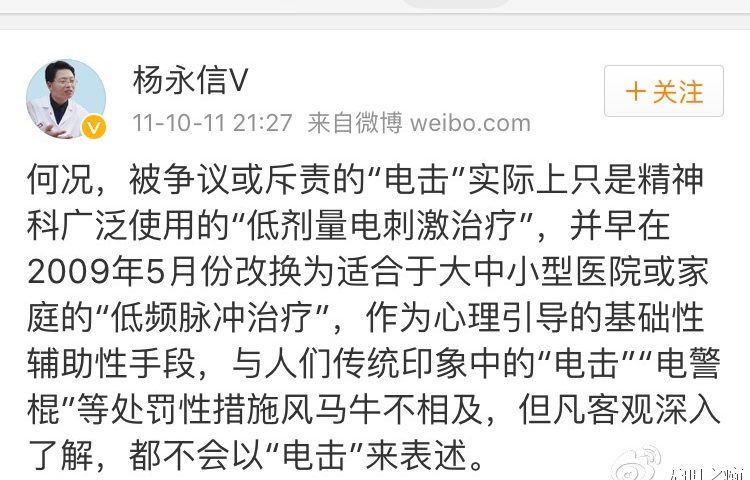 杨永信V
+关注
11-10-11 21:27 来自微博 weibo.com
何况，被争议或斥责的“电击”实际上只是精神
科广泛使用的“低剂量电刺激治疗”，并早在
2009年5月份改换为适合于大中小型医院或家
庭的“低频脉冲治疗”，作为心理引导的基础性
辅助性手段，与人们传统印象中的“电击”“电警
棍”等处罚性措施风马牛不相及，但凡客观深入
了解，都不会以“电击”来表述。